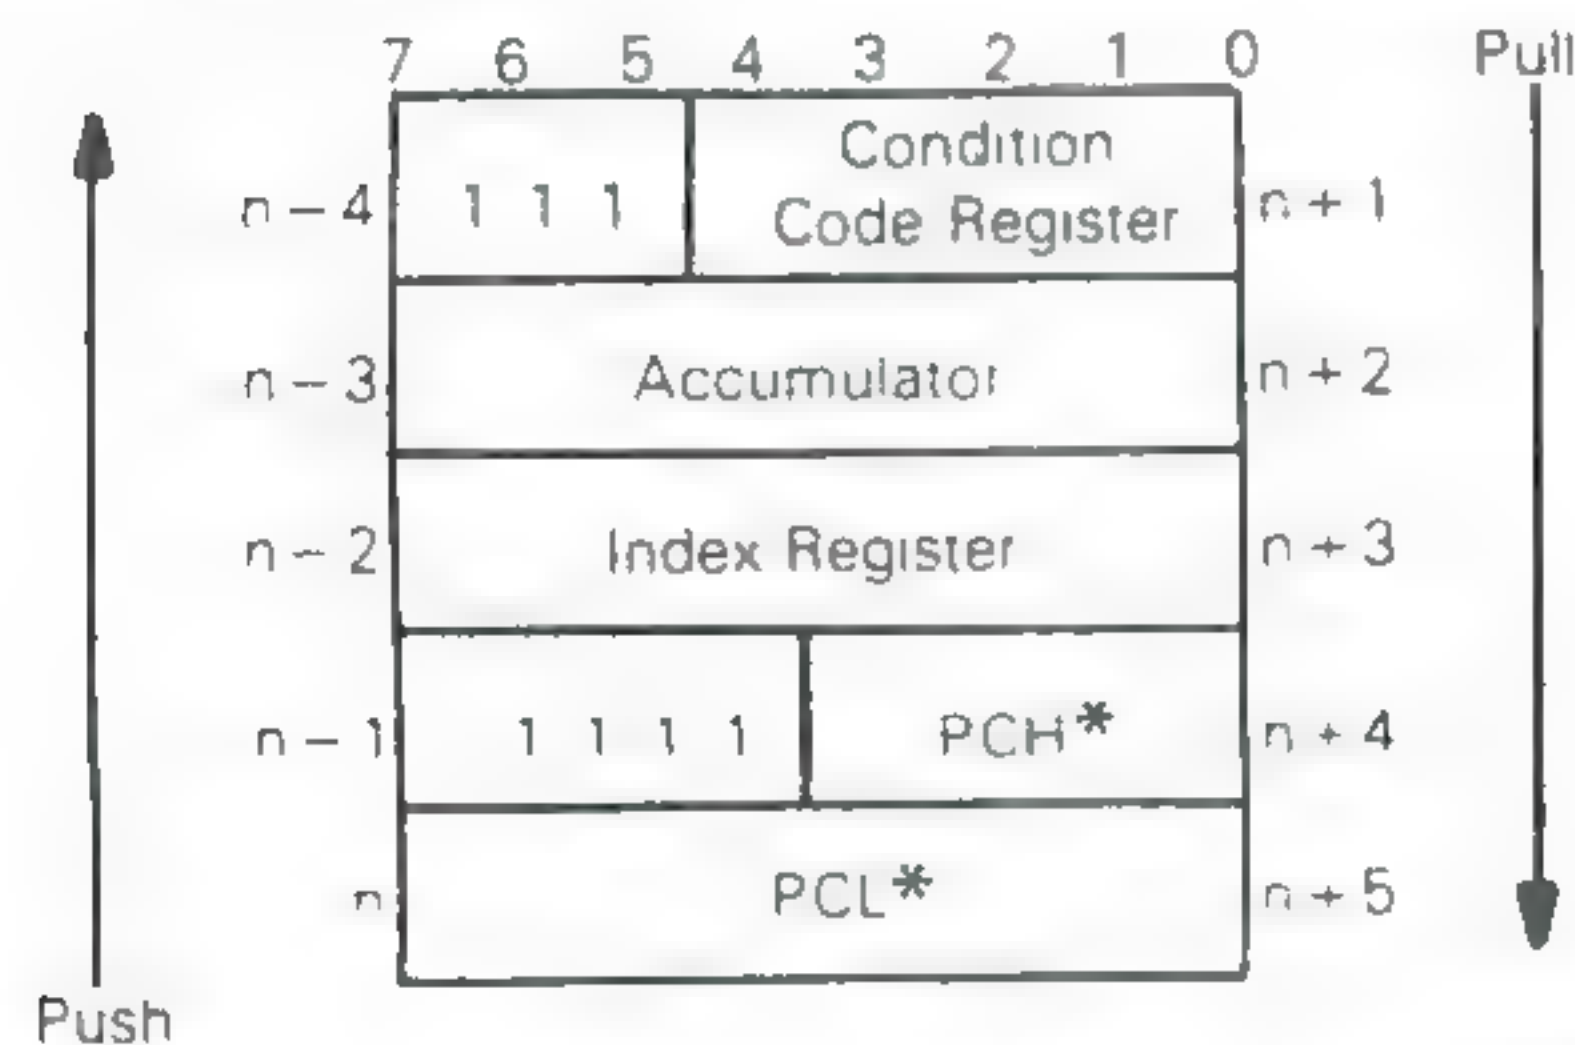 7 6 5 4 3 2 1 0
Pull
n – 4
1 1 1
Condition
Code Register
n + 1
n – 3
Accumulator
n + 2
n – 2
Index Register
n + 3
n – 1
1 1 1 1
PCH*
n + 4
n
PCL*
n + 5
Push